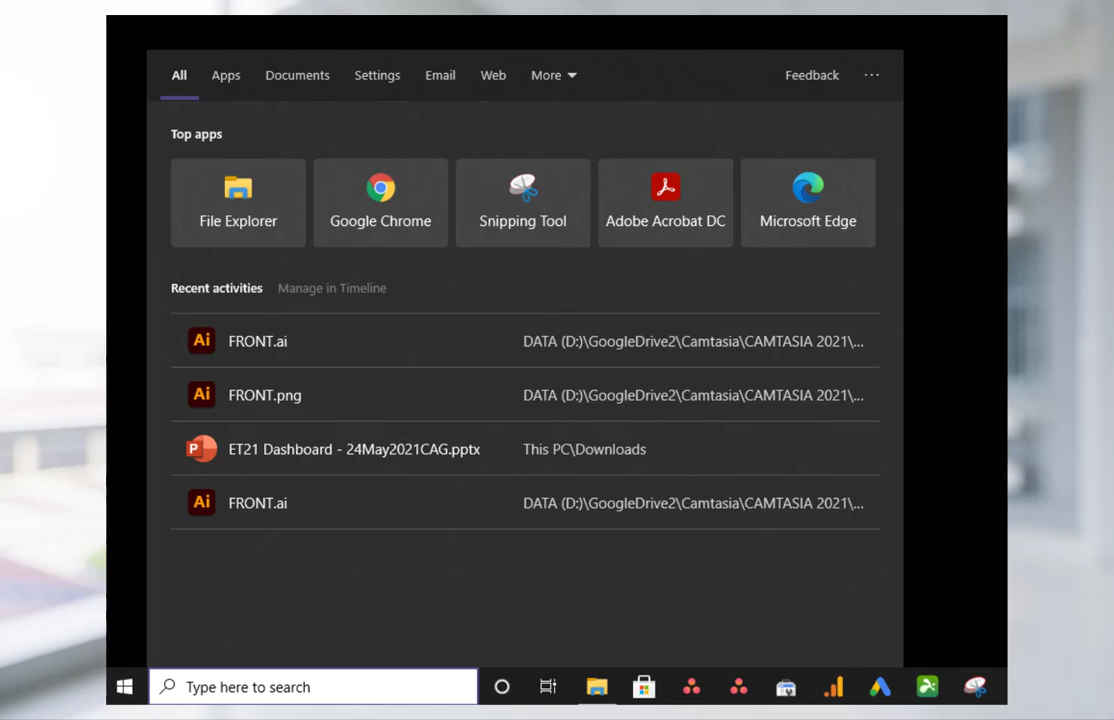 All Apps Documents Settings Email Web More Feedback ...
Top apps
File Explorer Google Chrome Snipping Tool Adobe Acrobat DC Microsoft Edge
Recent activities Manage in Timeline
Ai FRONT.ai DATA (D:)\GoogleDrive2\Camtasia\CAMTASIA 2021\...
Ai FRONT.png DATA (D:)\GoogleDrive2\Camtasia\CAMTASIA 2021\...
P ET21 Dashboard - 24May2021CAG.pptx This PC\Downloads
Ai FRONT.ai DATA (D:)\GoogleDrive2\Camtasia\CAMTASIA 2021\...
Type here to search